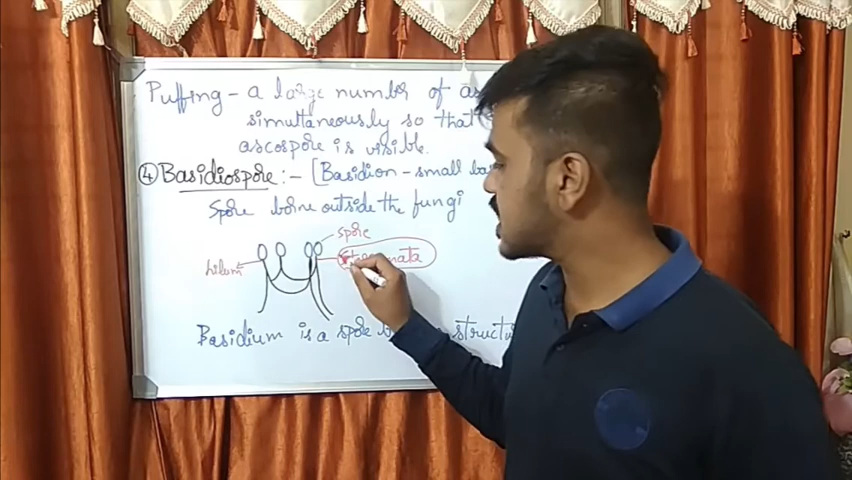 Puffing - a large number of as
simultaneously so that
ascospore is visible.
④ Basidiospore :- [Basidion - small ba
Spore borne outside the fungi
spore
hilum
Basidium is a spore structu